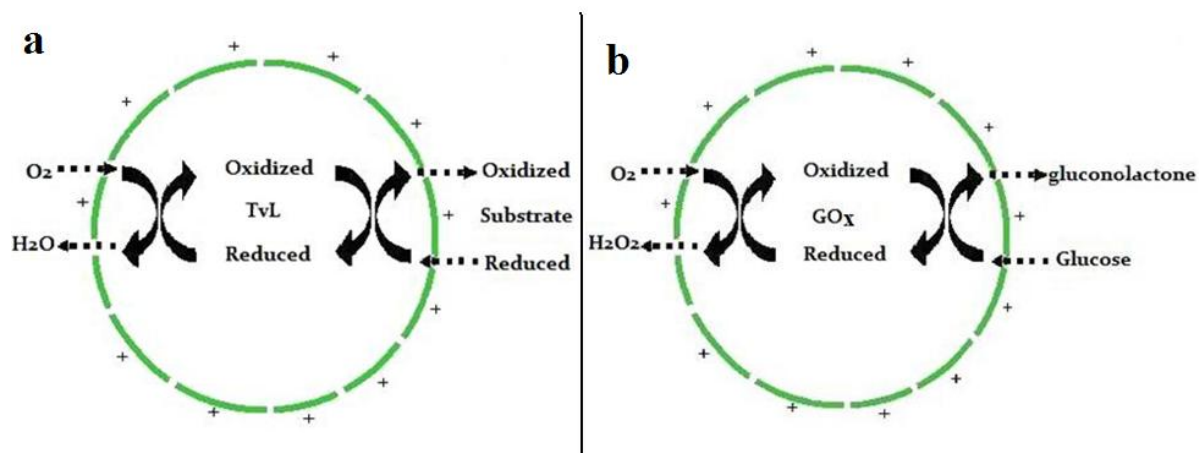 a
+ + + + + + + + + +
O2
Oxidized
Oxidized
TvL
Substrate
H2O
Reduced
Reduced
b
+ + + + + + + + + +
O2
Oxidized
gluconolactone
GOx
H2O2
Reduced
Glucose